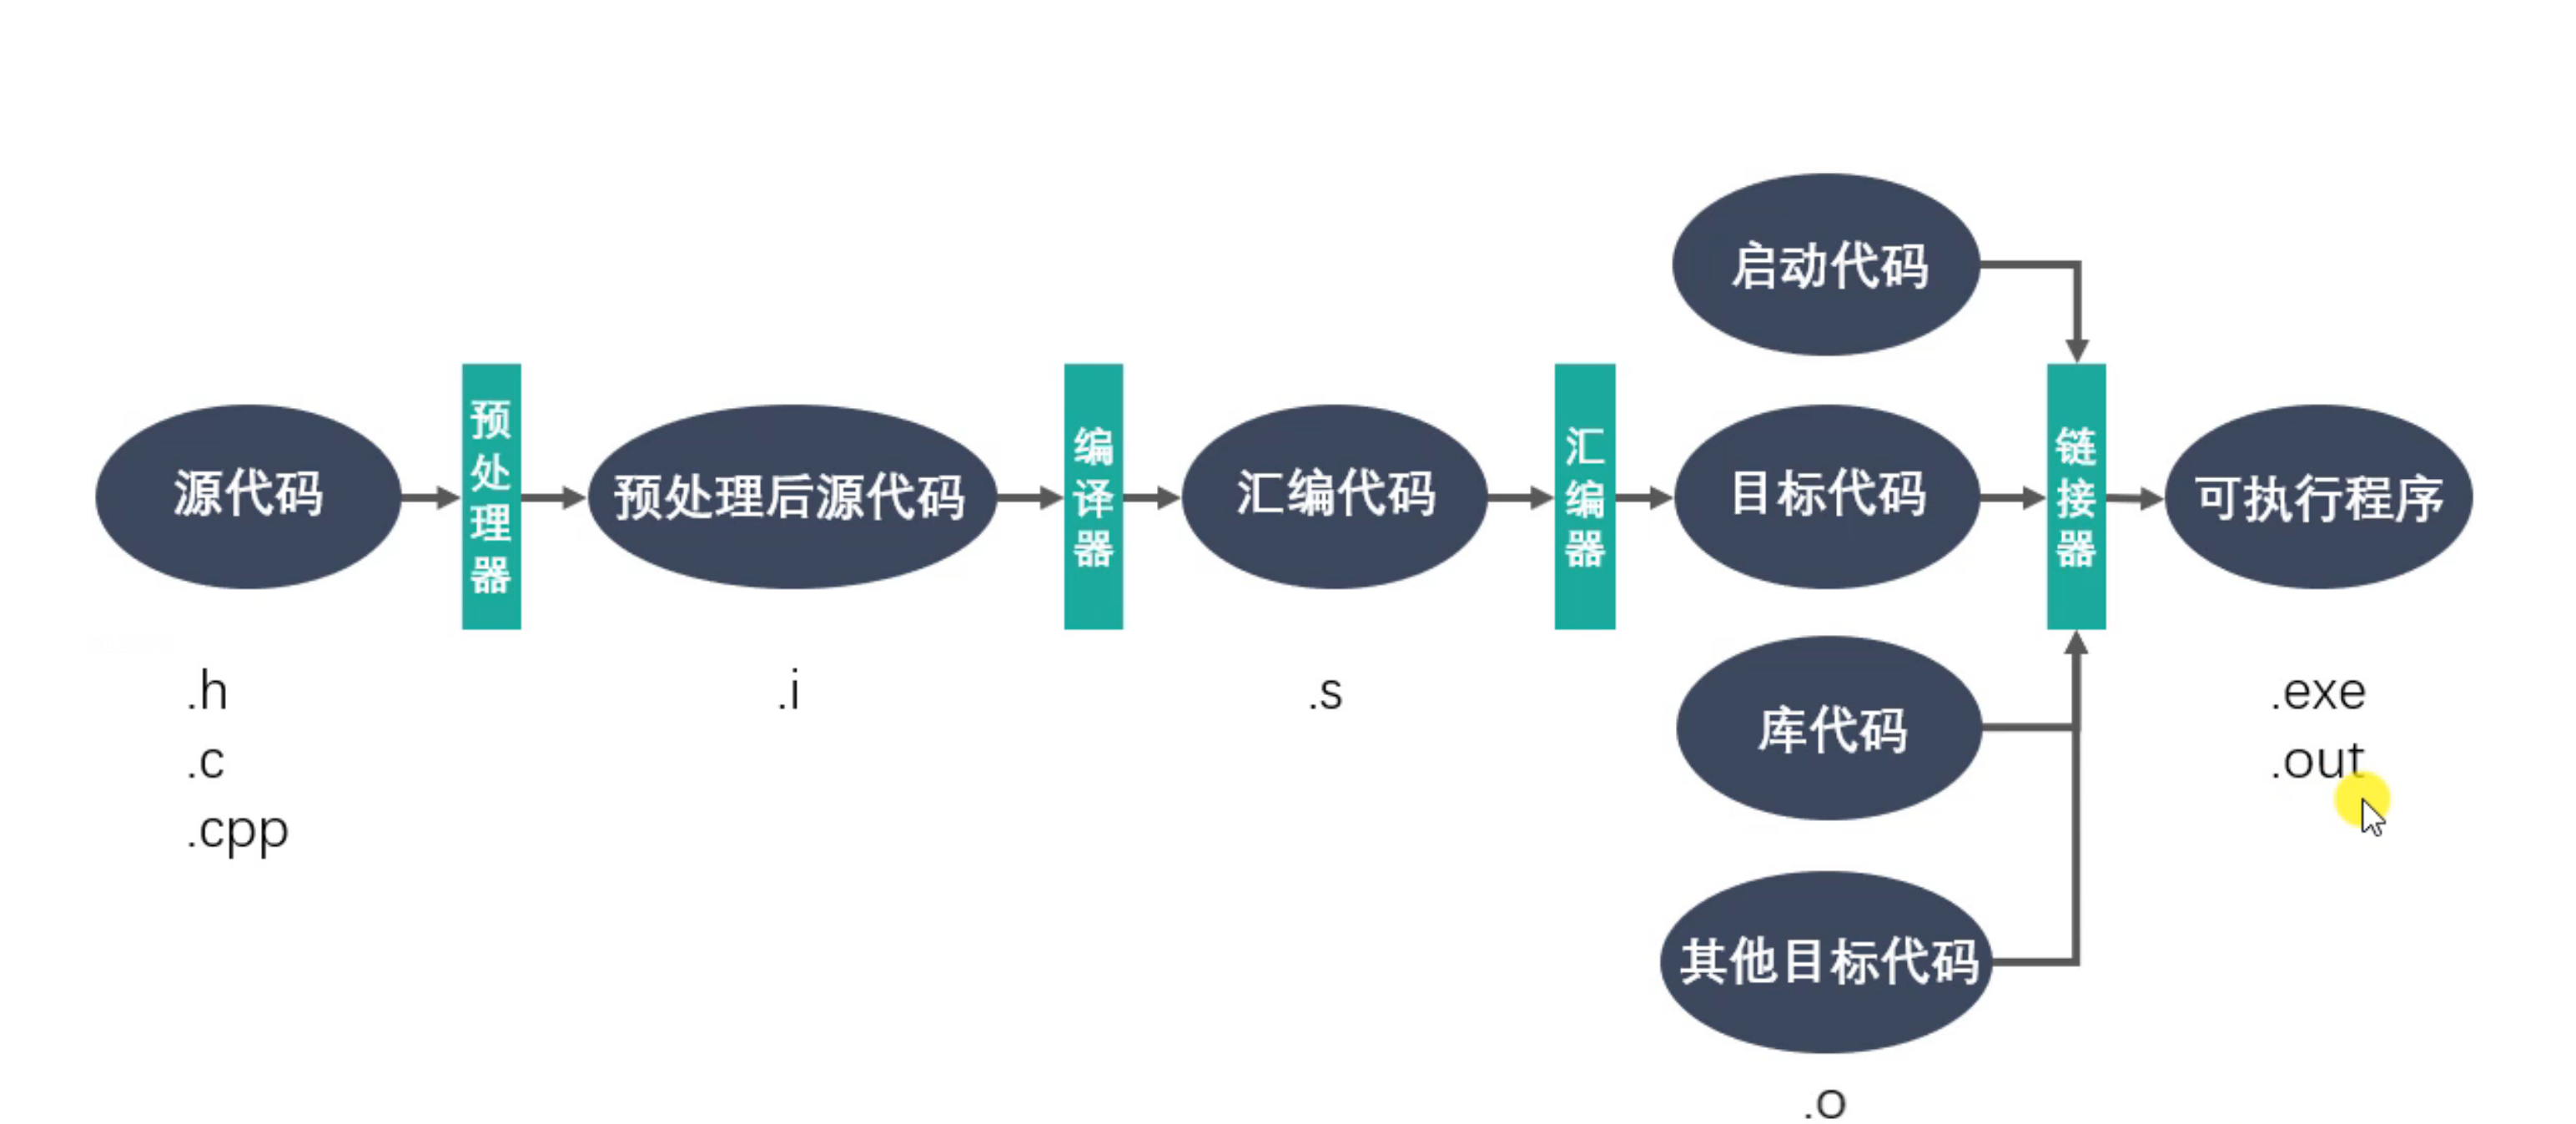 源代码
预处理器
预处理后源代码
编译器
汇编代码
汇编器
启动代码
目标代码
库代码
其他目标代码
链接器
可执行程序
.h
.c
.cpp
.i
.s
.o
.exe
.out